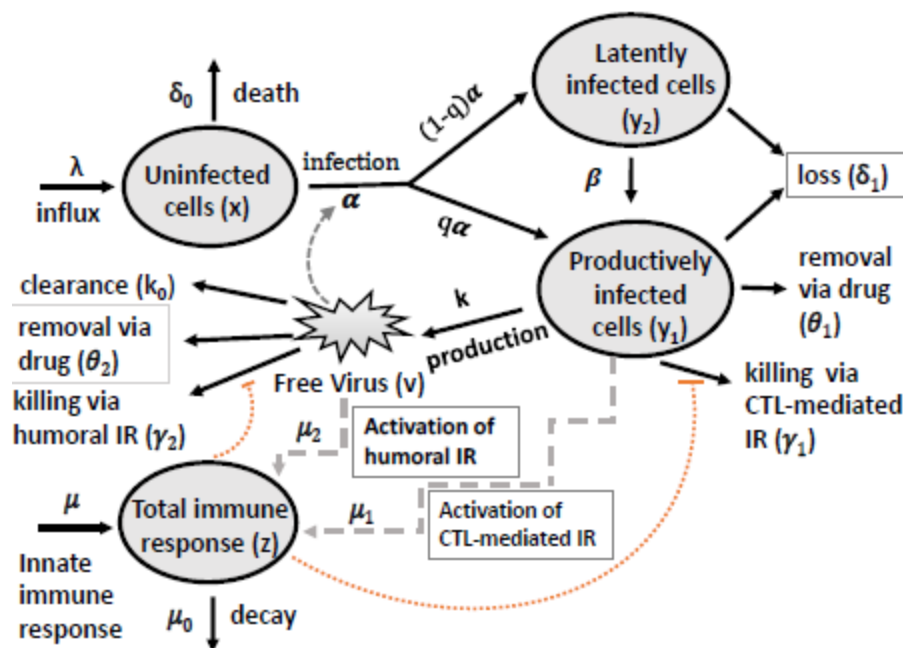 δ₀ death
λ
influx
Uninfected
cells (x)
infection
α
(1-q)α
qα
Latently
infected cells
(y₂)
β
loss (δ₁)
Productively
infected
cells (y₁)
removal
via drug
(θ₁)
killing via
CTL-mediated
IR (γ₁)
k
production
clearance (k₀)
removal via
drug (θ₂)
killing via
humoral IR (γ₂)
Free Virus (v)
μ₂
Activation of
humoral IR
μ₁
Activation of
CTL-mediated IR
μ
Innate
immune
response
Total immune
response (z)
μ₀ decay